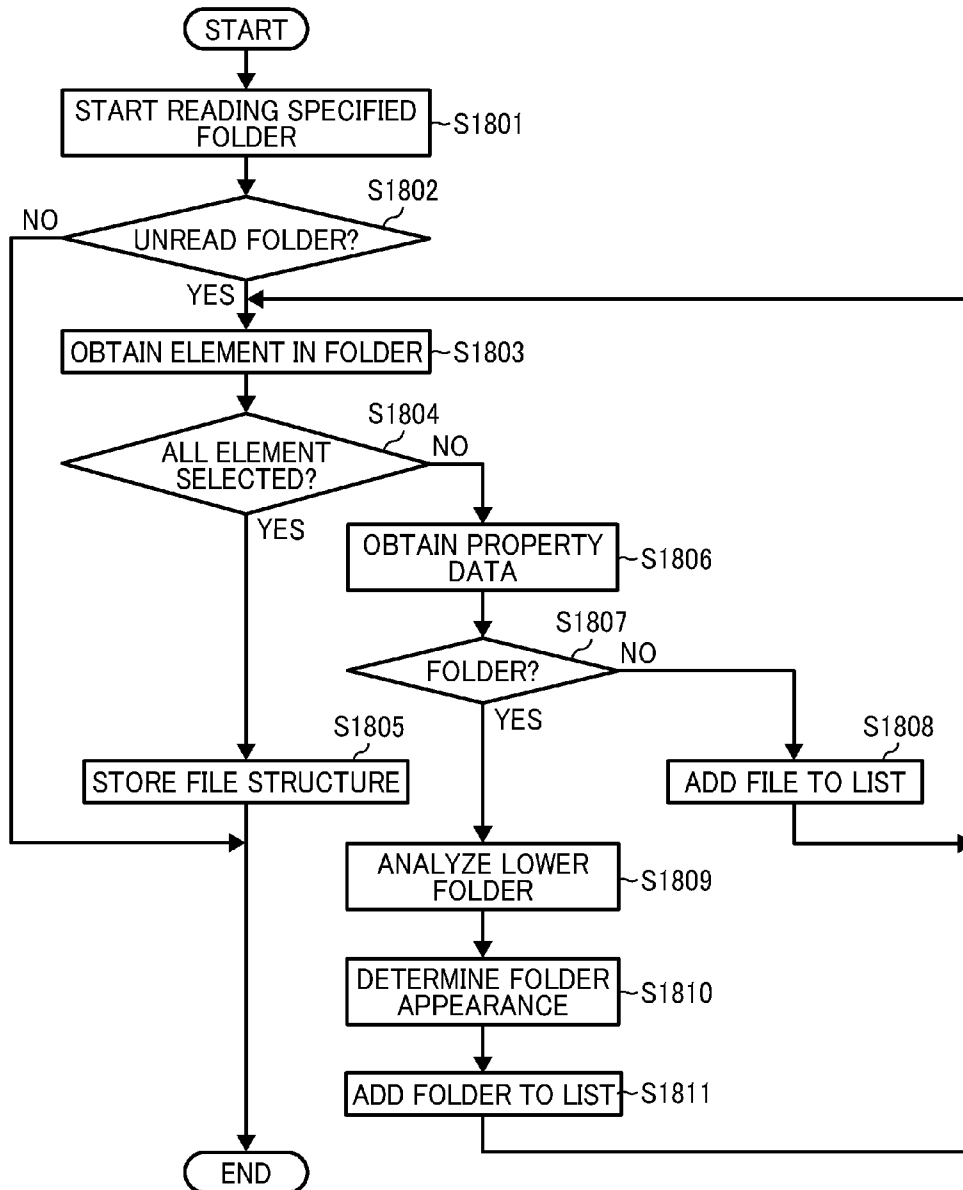 START
START READING SPECIFIED
FOLDER
S1801
S1802
NO
UNREAD FOLDER?
YES
OBTAIN ELEMENT IN FOLDER
S1803
S1804
NO
ALL ELEMENT
SELECTED?
YES
OBTAIN PROPERTY
DATA
S1806
S1807
NO
FOLDER?
YES
S1805
STORE FILE STRUCTURE
S1808
ADD FILE TO LIST
ANALYZE LOWER
FOLDER
S1809
DETERMINE FOLDER
APPEARANCE
S1810
ADD FOLDER TO LIST
S1811
END